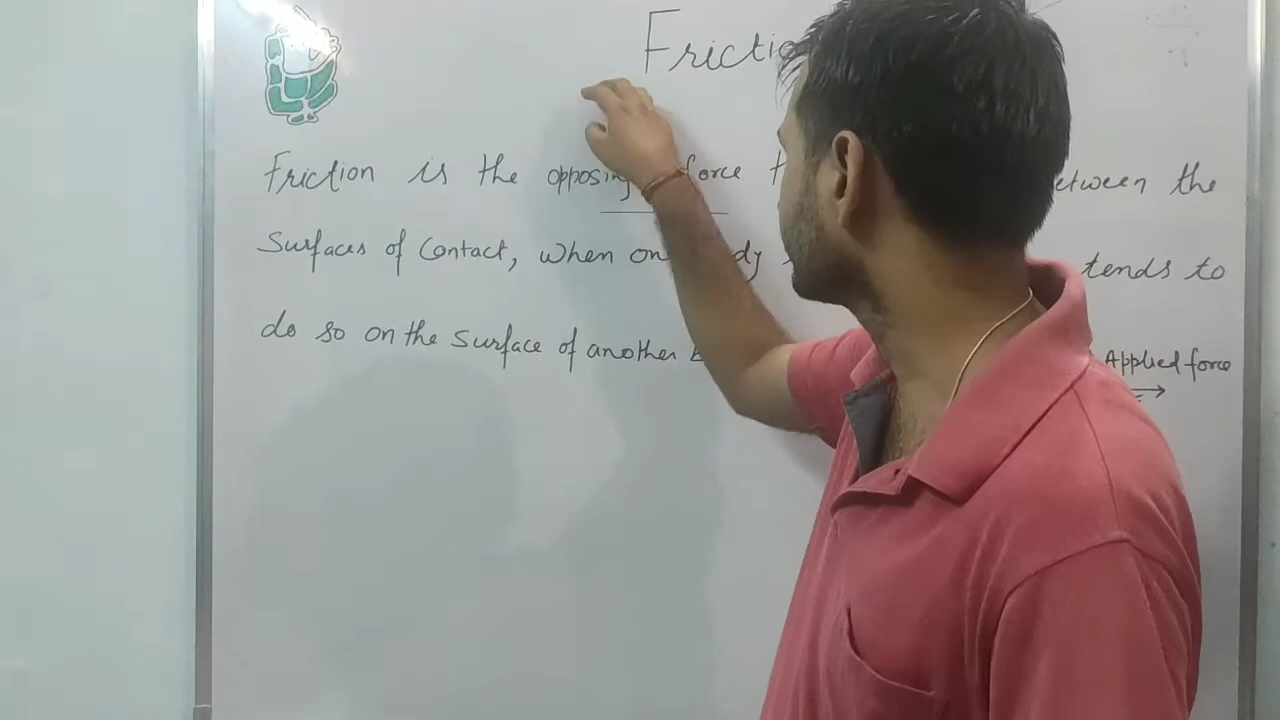 Frictio
Friction is the opposing force etween the
Surfaces of Contact, when on dy tends to
do so on the surface of another
Applied force